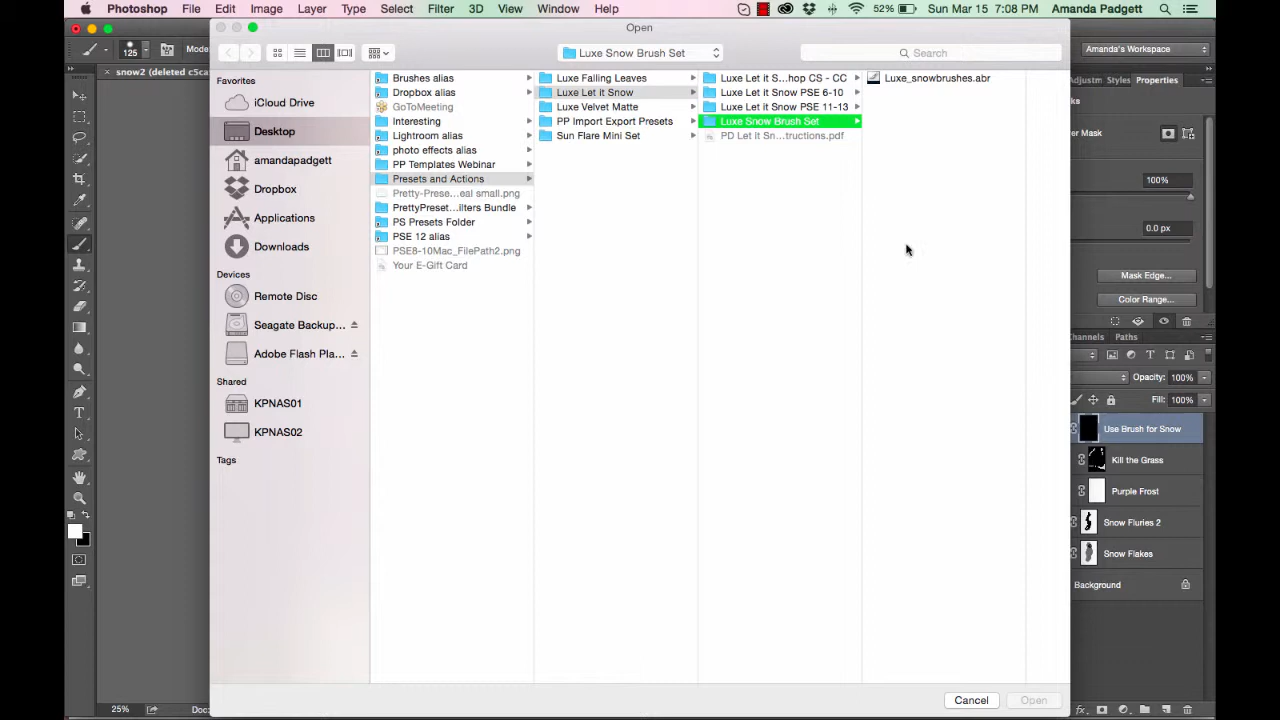 Photoshop File Edit Image Layer Type Select Filter 3D View Window Help 52% Sun Mar 15 7:08 PM Amanda Padgett
Open
125 Mode
Luxe Snow Brush Set
Search
Amanda's Workspace
snow2 (deleted c5ca
Adjustm Styles Properties
Favorites
iCloud Drive
Desktop
amandapadgett
Dropbox
Applications
Downloads
Devices
Remote Disc
Seagate Backup...
Adobe Flash Pla...
Shared
KPNAS01
KPNAS02
Tags
Brushes alias
Dropbox alias
GoToMeeting
Interesting
Lightroom alias
photo effects alias
PP Templates Webinar
Presets and Actions
Pretty-Prese...eal small.png
PrettyPreset...ilters Bundle
PS Presets Folder
PSE 12 alias
PSE8-10Mac_FilePath2.png
Your E-Gift Card
Luxe Falling Leaves
Luxe Let it Snow
Luxe Velvet Matte
PP Import Export Presets
Sun Flare Mini Set
Luxe Let it S...hop CS - CC
Luxe Let it Snow PSE 6-10
Luxe Let it Snow PSE 11-13
Luxe Snow Brush Set
PD Let it Sn...tructions.pdf
Luxe_snowbrushes.abr
er Mask
100%
0.0 px
Mask Edge...
Color Range...
Channels Paths
Opacity: 100%
Fill: 100%
Use Brush for Snow
Kill the Grass
Purple Frost
Snow Fluries 2
Snow Flakes
Background
25% Doc:
Cancel Open